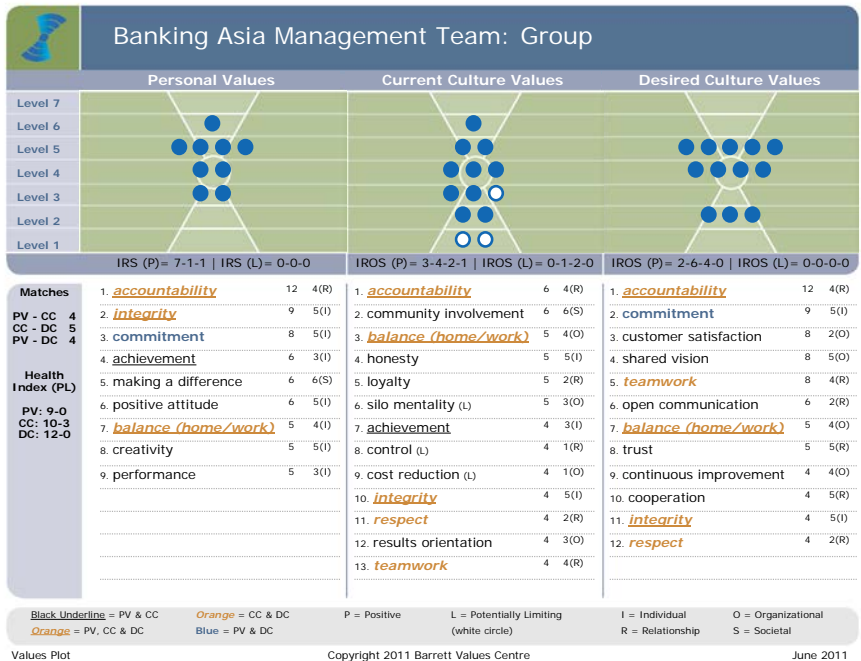 Banking Asia Management Team: Group
Personal Values
Current Culture Values
Desired Culture Values
Level 7
Level 6
Level 5
Level 4
Level 3
Level 2
Level 1
IRS (P)= 7-1-1 | IRS (L)= 0-0-0
IROS (P)= 3-4-2-1 | IROS (L)= 0-1-2-0
IROS (P)= 2-6-4-0 | IROS (L)= 0-0-0-0
Matches
PV - CC 4
CC - DC 5
PV - DC 4
Health
Index (PL)
PV: 9-0
CC: 10-3
DC: 12-0
1. accountability 12 4(R)
2. integrity 9 5(I)
3. commitment 8 5(I)
4. achievement 6 3(I)
5. making a difference 6 6(S)
6. positive attitude 6 5(I)
7. balance (home/work) 5 4(I)
8. creativity 5 5(I)
9. performance 5 3(I)
1. accountability 6 4(R)
2. community involvement 6 6(S)
3. balance (home/work) 5 4(O)
4. honesty 5 5(I)
5. loyalty 5 2(R)
6. silo mentality (L) 5 3(O)
7. achievement 4 3(I)
8. control (L) 4 1(R)
9. cost reduction (L) 4 1(O)
10. integrity 4 5(I)
11. respect 4 2(R)
12. results orientation 4 3(O)
13. teamwork 4 4(R)
1. accountability 12 4(R)
2. commitment 9 5(I)
3. customer satisfaction 8 2(O)
4. shared vision 8 5(O)
5. teamwork 8 4(R)
6. open communication 6 2(R)
7. balance (home/work) 5 4(O)
8. trust 5 5(R)
9. continuous improvement 4 4(O)
10. cooperation 4 5(R)
11. integrity 4 5(I)
12. respect 4 2(R)
Black Underline = PV & CC
Orange = PV, CC & DC
Orange = CC & DC
Blue = PV & DC
P = Positive
L = Potentially Limiting
(white circle)
I = Individual
R = Relationship
O = Organizational
S = Societal
Values Plot
Copyright 2011 Barrett Values Centre
June 2011